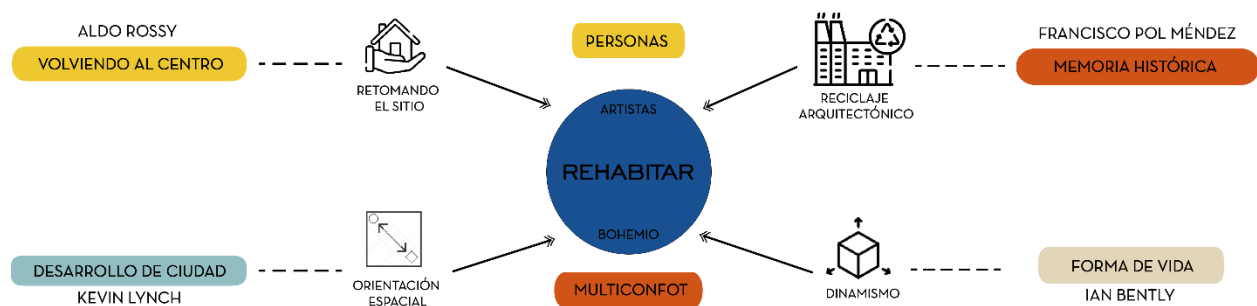 ALDO ROSSY
VOLVIENDO AL CENTRO
RETOMANDO
EL SITIO
PERSONAS
ARTISTAS
REHABITAR
BOHEMIO
MULTICONFOT
RECICLAJE
ARQUITECTÓNICO
FRANCISCO POL MÉNDEZ
MEMORIA HISTÓRICA
DESARROLLO DE CIUDAD
KEVIN LYNCH
ORIENTACIÓN
ESPACIAL
DINAMISMO
FORMA DE VIDA
IAN BENTLY